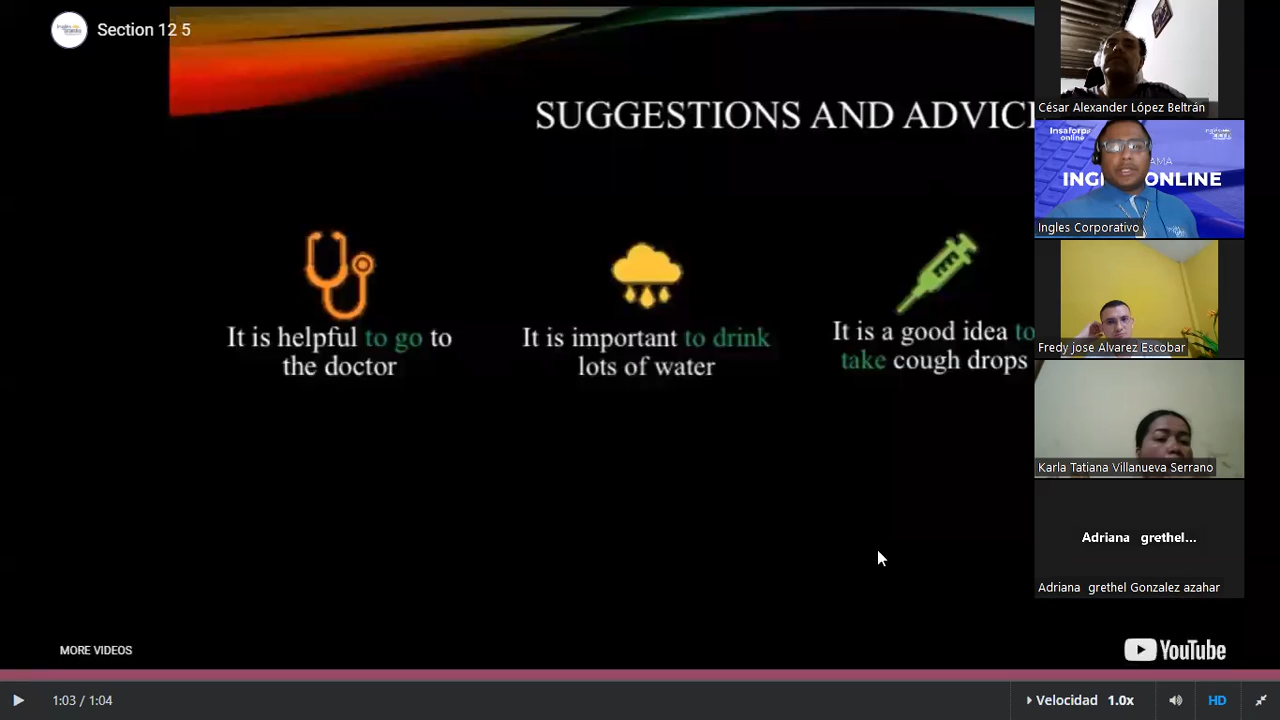 Section 12 5
SUGGESTIONS AND ADVIC
It is helpful to go to
the doctor
It is important to drink
lots of water
It is a good idea to
take cough drops
César Alexander López Beltrán
Insaforp
online
INGL ONLINE
Ingles Corporativo
Fredy jose Alvarez Escobar
Karla Tatiana Villanueva Serrano
Adriana grethel...
Adriana grethel Gonzalez azahar
MORE VIDEOS
YouTube
1:03 / 1:04
Velocidad 1.0x
HD